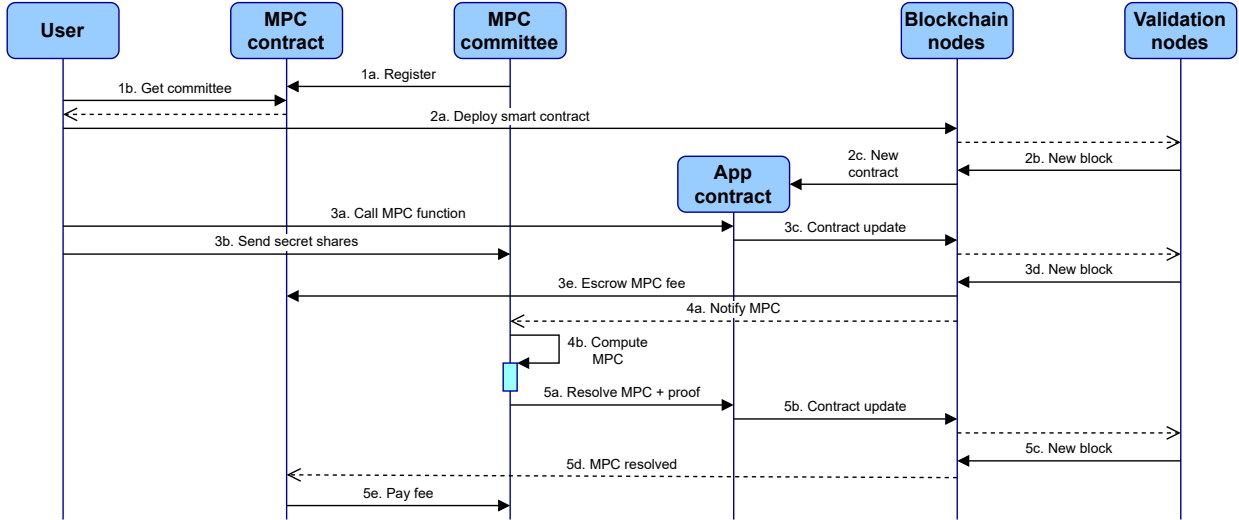 User
MPC
contract
MPC
committee
Blockchain
nodes
Validation
nodes
1a. Register
1b. Get committee
2a. Deploy smart contract
2b. New block
2c. New
contract
App
contract
3a. Call MPC function
3b. Send secret shares
3c. Contract update
3d. New block
3e. Escrow MPC fee
4a. Notify MPC
4b. Compute
MPC
5a. Resolve MPC + proof
5b. Contract update
5c. New block
5d. MPC resolved
5e. Pay fee